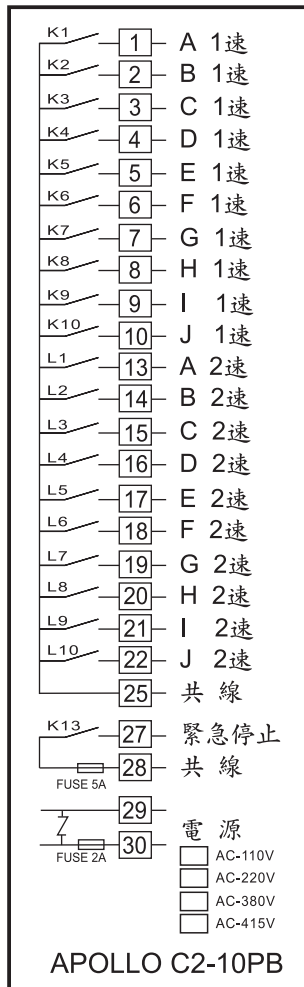 K1 1 A 1速
K2 2 B 1速
K3 3 C 1速
K4 4 D 1速
K5 5 E 1速
K6 6 F 1速
K7 7 G 1速
K8 8 H 1速
K9 9 I 1速
K10 10 J 1速
L1 13 A 2速
L2 14 B 2速
L3 15 C 2速
L4 16 D 2速
L5 17 E 2速
L6 18 F 2速
L7 19 G 2速
L8 20 H 2速
L9 21 I 2速
L10 22 J 2速
25 共線
K13 27 緊急停止
28 共線
FUSE 5A
29
30
FUSE 2A
電源
AC-110V
AC-220V
AC-380V
AC-415V
APOLLO C2-10PB